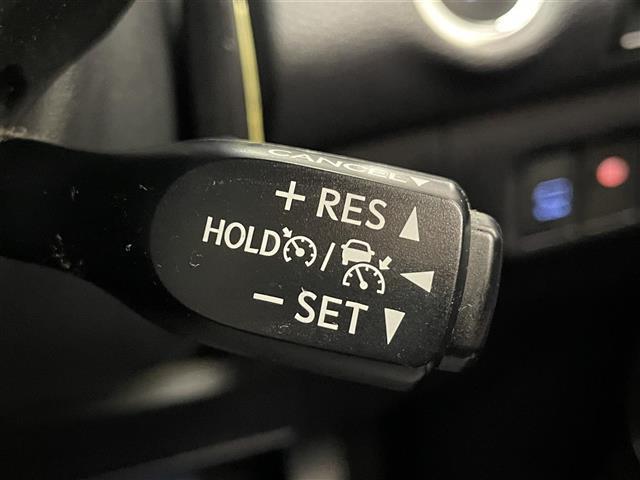 CANCEL
+ RES
HOLD /
− SET